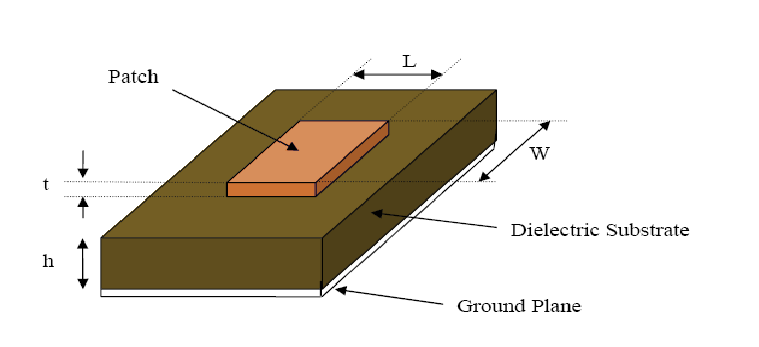 L
Patch
W
t
Dielectric Substrate
h
Ground Plane